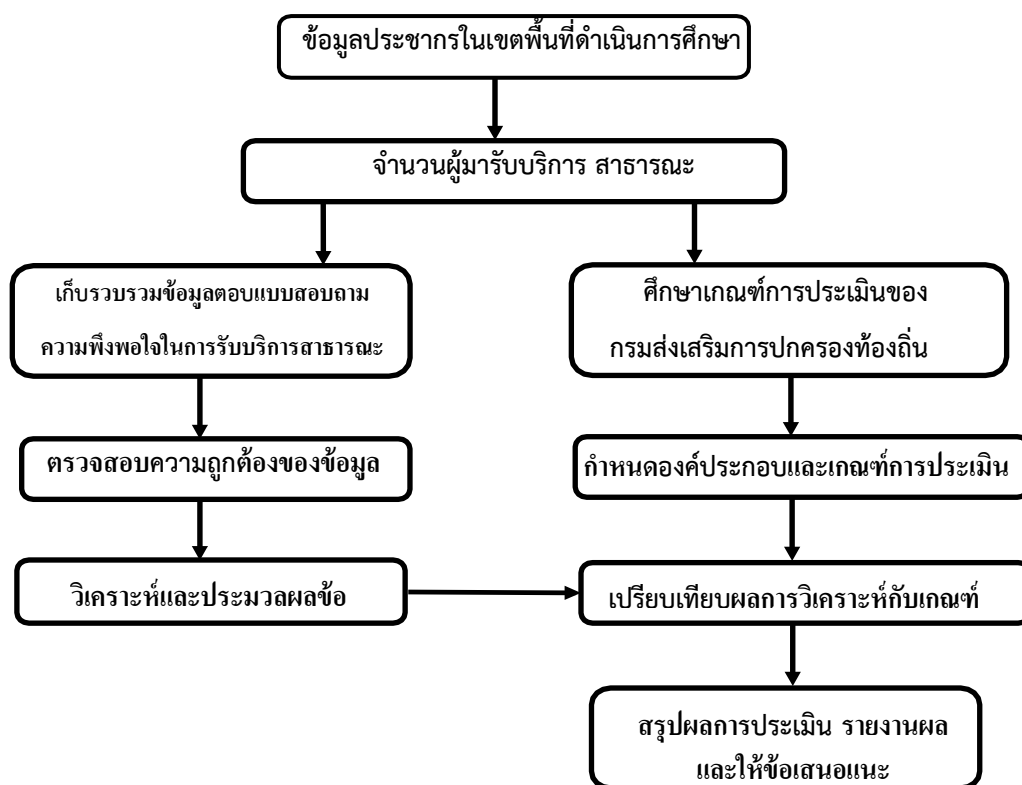 ข้อมูลประชากรในเขตพื้นที่ดำเนินการศึกษา
จำนวนผู้มารับบริการ สาธารณะ
เก็บรวบรวมข้อมูลตอบแบบสอบถาม
ความพึงพอใจในการรับบริการสาธารณะ
ศึกษาเกณฑ์การประเมินของ
กรมส่งเสริมการปกครองท้องถิ่น
ตรวจสอบความถูกต้องของข้อมูล
กำหนดองค์ประกอบและเกณฑ์การประเมิน
วิเคราะห์และประมวลผลข้อ
เปรียบเทียบผลการวิเคราะห์กับเกณฑ์
สรุปผลการประเมิน รายงานผล
และให้ข้อเสนอแนะ